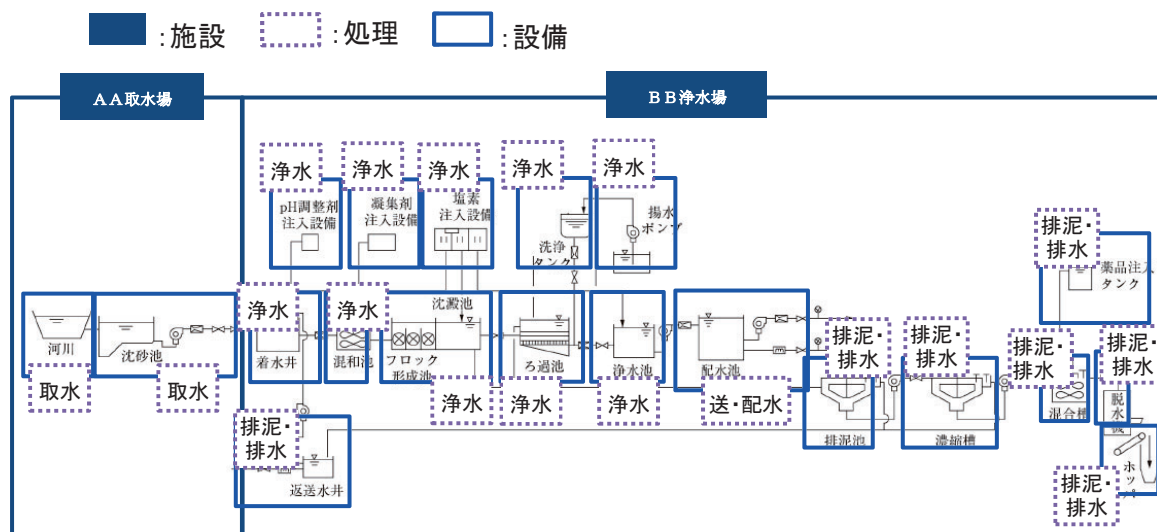 :施設
:処理
:設備
AA取水場
BB浄水場
浄水
浄水
浄水
浄水
浄水
pH調整剤
注入設備
凝集剤
注入設備
塩素
注入設備
洗浄
タンク
揚水
ポンプ
排泥・
排水
薬品注入
タンク
浄水
浄水
沈澱池
河川
沈砂池
着水井
混和池
フロック
形成池
ろ過池
浄水池
配水池
排泥・
排水
排泥・
排水
排泥・
排水
排泥・
排水
取水
取水
浄水
浄水
浄水
送・配水
排泥池
濃縮槽
混合槽
脱水機
排泥・
排水
返送水井
排泥・
排水
ホッパ